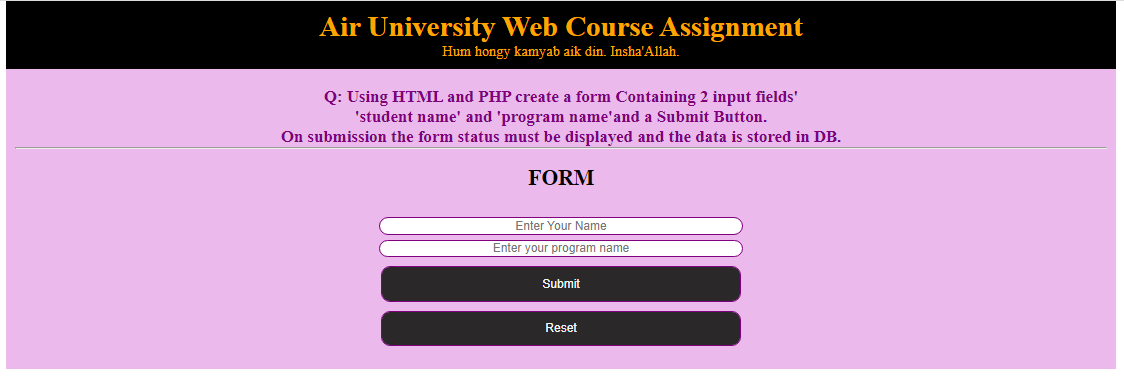 Air University Web Course Assignment
Hum hongy kamyab aik din. Insha'Allah.
Q: Using HTML and PHP create a form Containing 2 input fields'
'student name' and 'program name'and a Submit Button.
On submission the form status must be displayed and the data is stored in DB.
FORM
Enter Your Name
Enter your program name
Submit
Reset